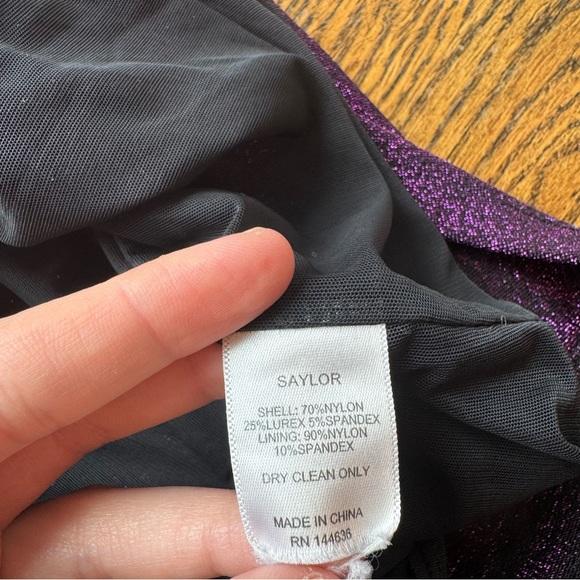 SAYLOR
SHELL: 70%NYLON
25%LUREX 5%SPANDEX
LINING: 90%NYLON
10%SPANDEX
DRY CLEAN ONLY
MADE IN CHINA
RN 144636